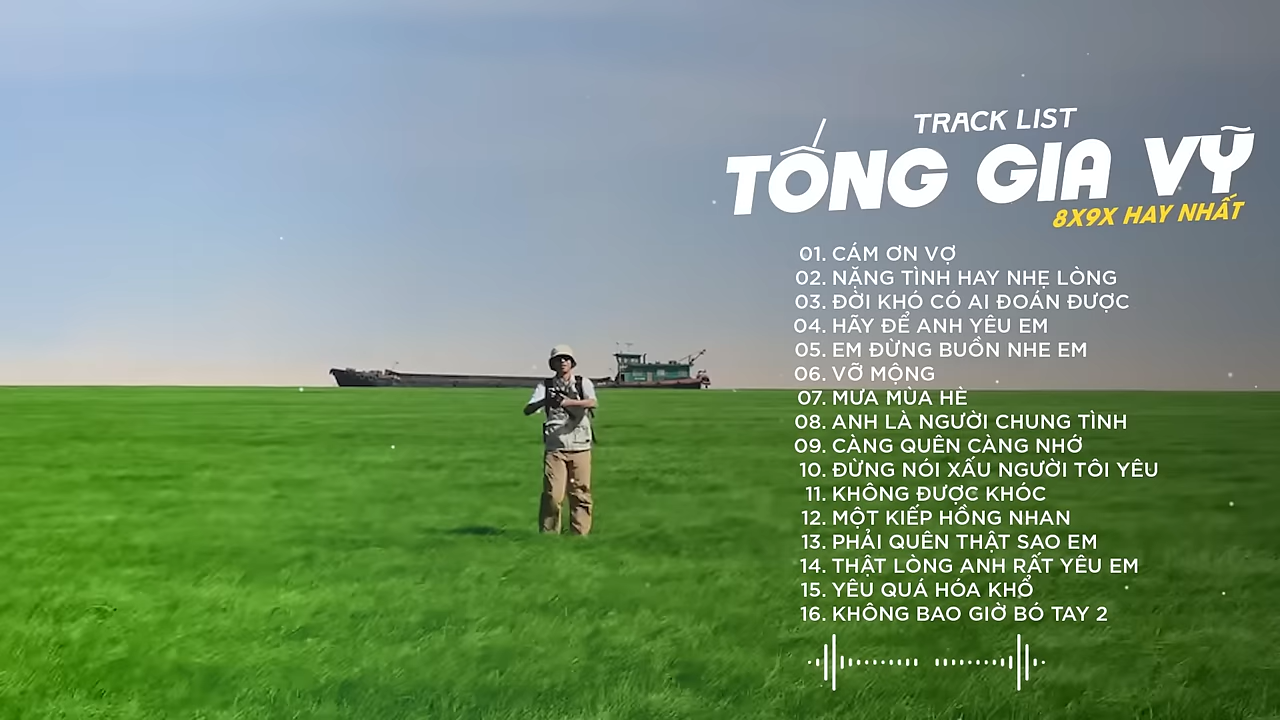 TRACK LIST
TỐNG GIA VỸ
8X9X HAY NHẤT
01. CÁM ƠN VỢ
02. NẶNG TÌNH HAY NHẸ LÒNG
03. ĐỜI KHÓ CÓ AI ĐOÁN ĐƯỢC
04. HÃY ĐỂ ANH YÊU EM
05. EM ĐỪNG BUỒN NHE EM
06. VỠ MỘNG
07. MƯA MÙA HÈ
08. ANH LÀ NGƯỜI CHUNG TÌNH
09. CÀNG QUÊN CÀNG NHỚ
10. ĐỪNG NÓI XẤU NGƯỜI TÔI YÊU
11. KHÔNG ĐƯỢC KHÓC
12. MỘT KIẾP HỒNG NHAN
13. PHẢI QUÊN THẬT SAO EM
14. THẬT LÒNG ANH RẤT YÊU EM
15. YÊU QUÁ HÓA KHỔ
16. KHÔNG BAO GIỜ BÓ TAY 2